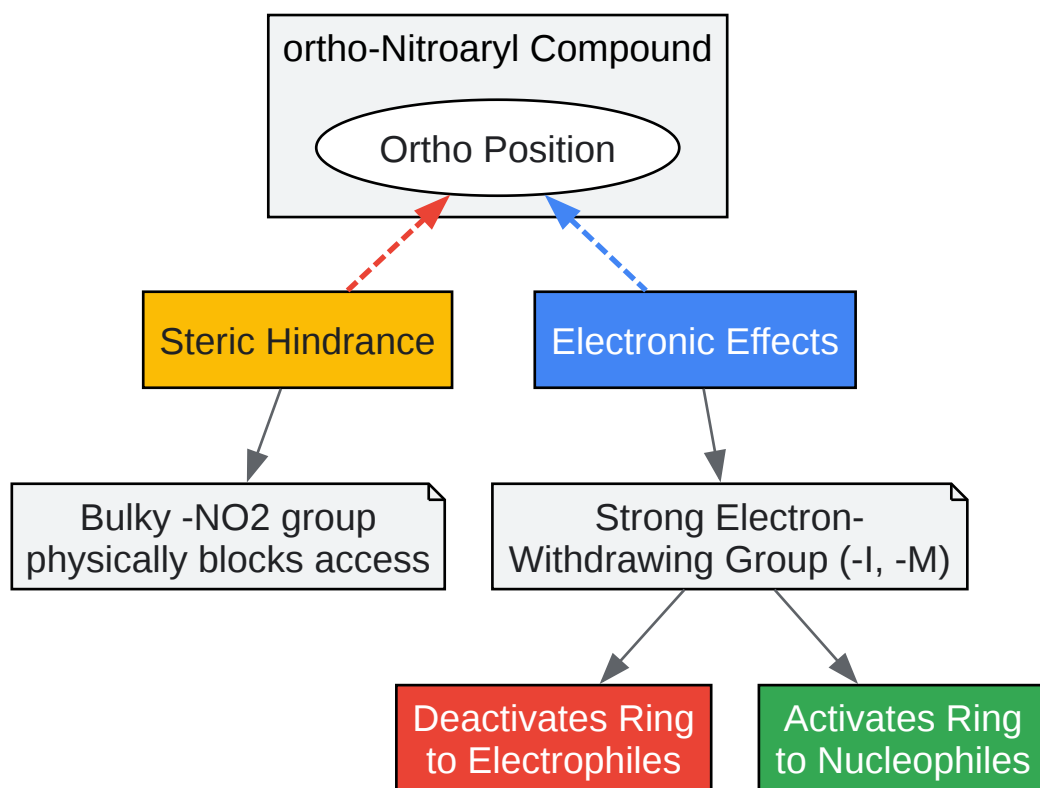 ortho-Nitroaryl Compound
Ortho Position
Steric Hindrance
Electronic Effects
Bulky -NO2 group
physically blocks access
Strong Electron-
Withdrawing Group (-I, -M)
Deactivates Ring
to Electrophiles
Activates Ring
to Nucleophiles